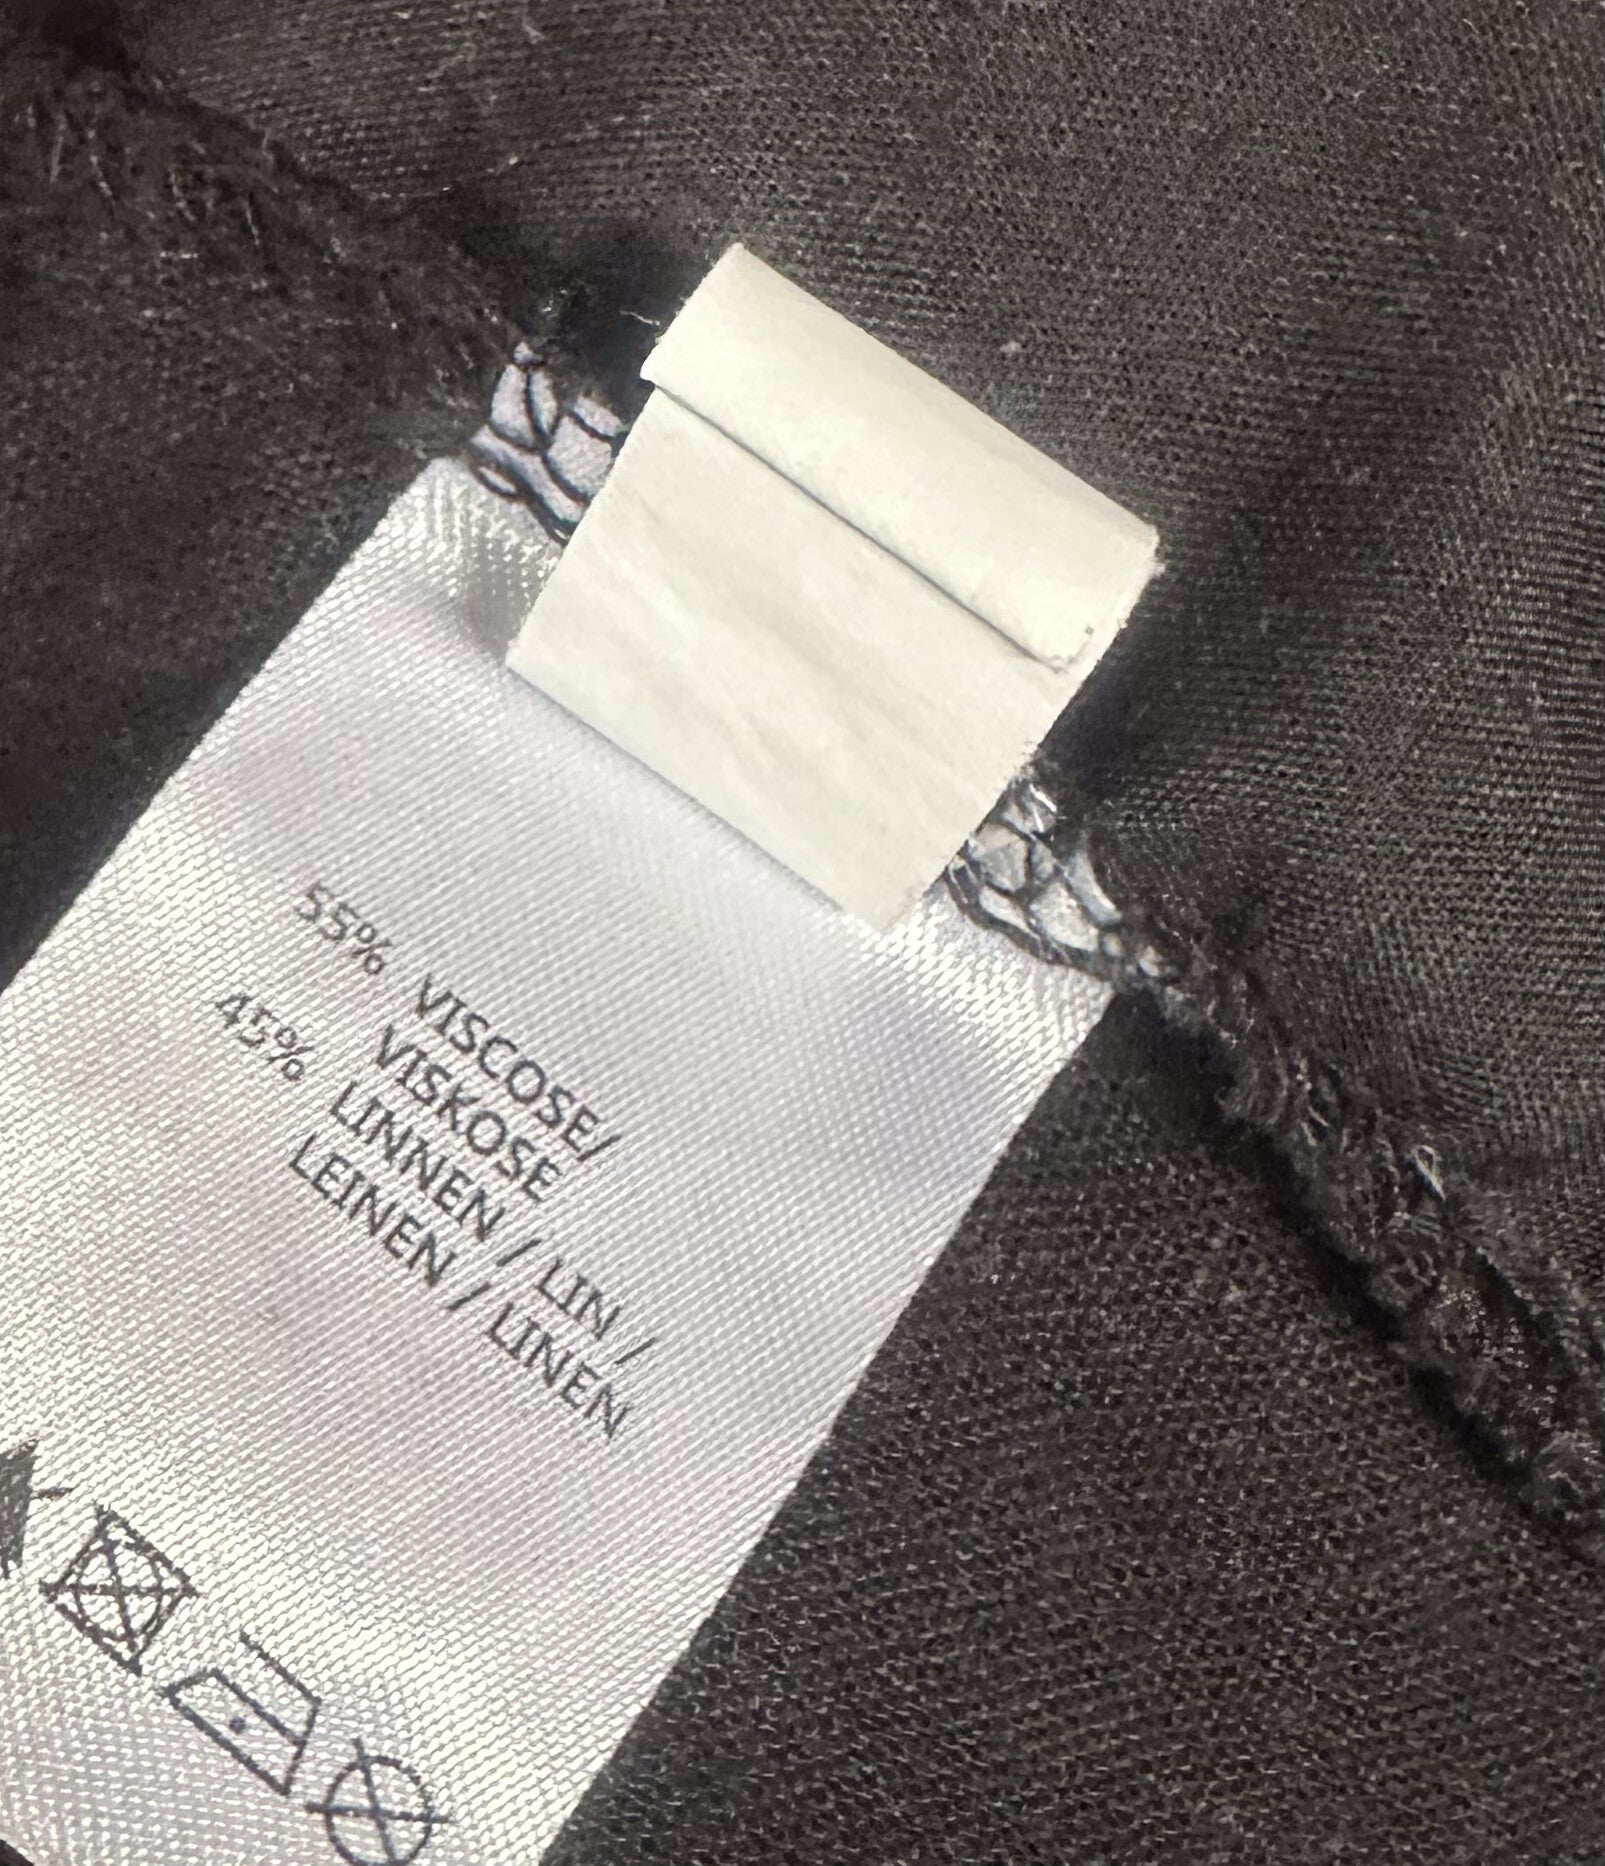 55% VISCOSE/
VISKOSE
45% LINNEN / LIN /
LEINEN / LINEN